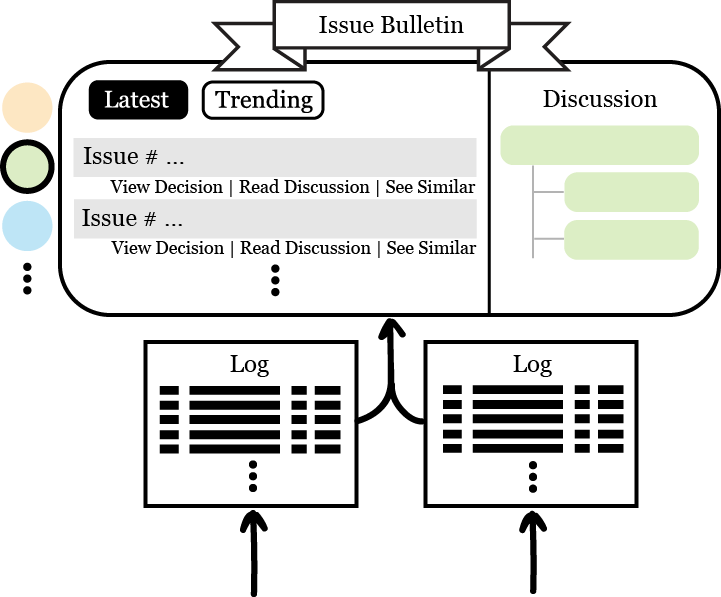 Issue Bulletin
Latest
Trending
Issue # ...
View Decision | Read Discussion | See Similar
Issue # ...
View Decision | Read Discussion | See Similar
Discussion
Log
Log